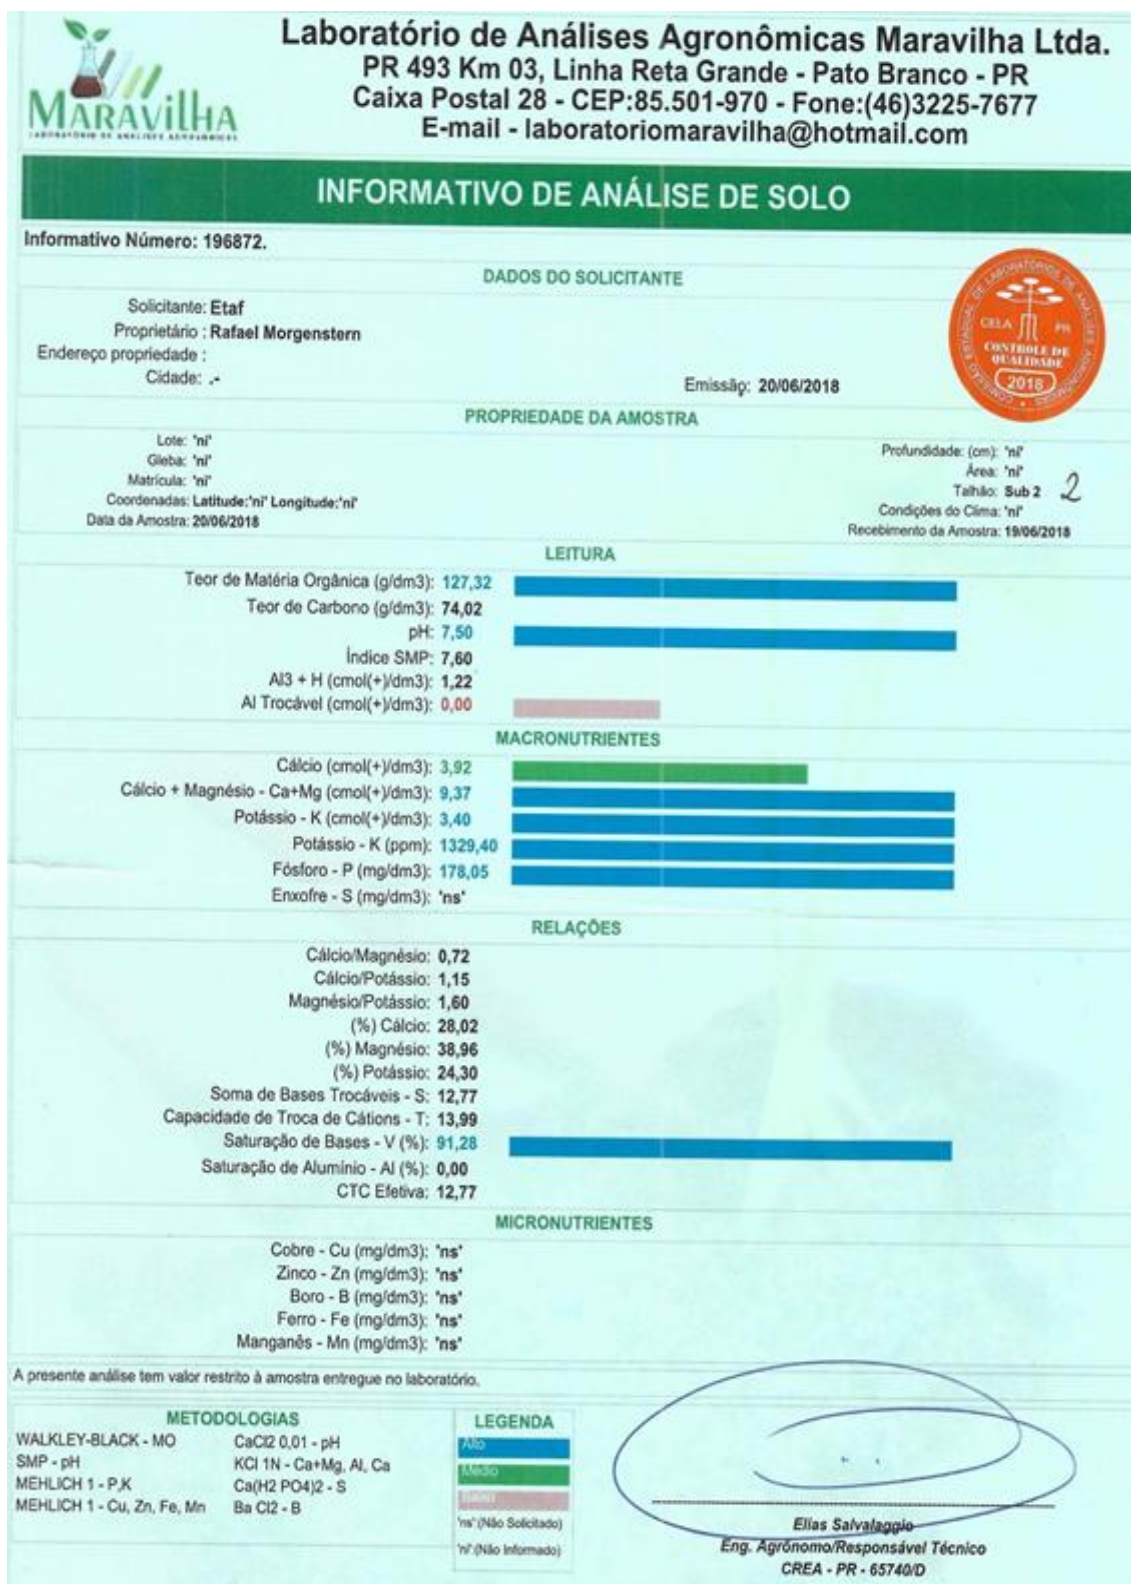 Laboratório de Análises Agronômicas Maravilha Ltda.
PR 493 Km 03, Linha Reta Grande - Pato Branco - PR
Caixa Postal 28 - CEP:85.501-970 - Fone:(46)3225-7677
E-mail - laboratoriomaravilha@hotmail.com
MARAVilHA
LABORATÓRIO DE ANÁLISES AGRONÔMICAS
INFORMATIVO DE ANÁLISE DE SOLO
Informativo Número: 196872.
DADOS DO SOLICITANTE
Solicitante: Etaf
Proprietário : Rafael Morgenstern
Endereço propriedade :
Cidade: .-
Emissão: 20/06/2018
COMISSÃO ESTADUAL DE LABORATÓRIOS DE ANÁLISES AGRONÔMICAS
CELA PR
CONTROLE DE
QUALIDADE
2018
PROPRIEDADE DA AMOSTRA
Lote: 'ni'
Gleba: 'ni'
Matrícula: 'ni'
Coordenadas: Latitude:'ni' Longitude:'ni'
Data da Amostra: 20/06/2018
Profundidade: (cm): 'ni'
Área: 'ni'
Talhão: Sub 2 2
Condições do Clima: 'ni'
Recebimento da Amostra: 19/06/2018
LEITURA
Teor de Matéria Orgânica (g/dm3): 127,32
Teor de Carbono (g/dm3): 74,02
pH: 7,50
Índice SMP: 7,60
Al3 + H (cmol(+)/dm3): 1,22
Al Trocável (cmol(+)/dm3): 0,00
MACRONUTRIENTES
Cálcio (cmol(+)/dm3): 3,92
Cálcio + Magnésio - Ca+Mg (cmol(+)/dm3): 9,37
Potássio - K (cmol(+)/dm3): 3,40
Potássio - K (ppm): 1329,40
Fósforo - P (mg/dm3): 178,05
Enxofre - S (mg/dm3): 'ns'
RELAÇÕES
Cálcio/Magnésio: 0,72
Cálcio/Potássio: 1,15
Magnésio/Potássio: 1,60
(%) Cálcio: 28,02
(%) Magnésio: 38,96
(%) Potássio: 24,30
Soma de Bases Trocáveis - S: 12,77
Capacidade de Troca de Cátions - T: 13,99
Saturação de Bases - V (%): 91,28
Saturação de Alumínio - Al (%): 0,00
CTC Efetiva: 12,77
MICRONUTRIENTES
Cobre - Cu (mg/dm3): 'ns'
Zinco - Zn (mg/dm3): 'ns'
Boro - B (mg/dm3): 'ns'
Ferro - Fe (mg/dm3): 'ns'
Manganês - Mn (mg/dm3): 'ns'
A presente análise tem valor restrito à amostra entregue no laboratório.
METODOLOGIAS
WALKLEY-BLACK - MO CaCl2 0,01 - pH
SMP - pH KCl 1N - Ca+Mg, Al, Ca
MEHLICH 1 - P,K Ca(H2 PO4)2 - S
MEHLICH 1 - Cu, Zn, Fe, Mn Ba Cl2 - B
LEGENDA
Alto
Médio
'ns':(Não Solicitado)
'ni':(Não Informado)
Elias Salvalaggio
Eng. Agrônomo/Responsável Técnico
CREA - PR - 65740/D